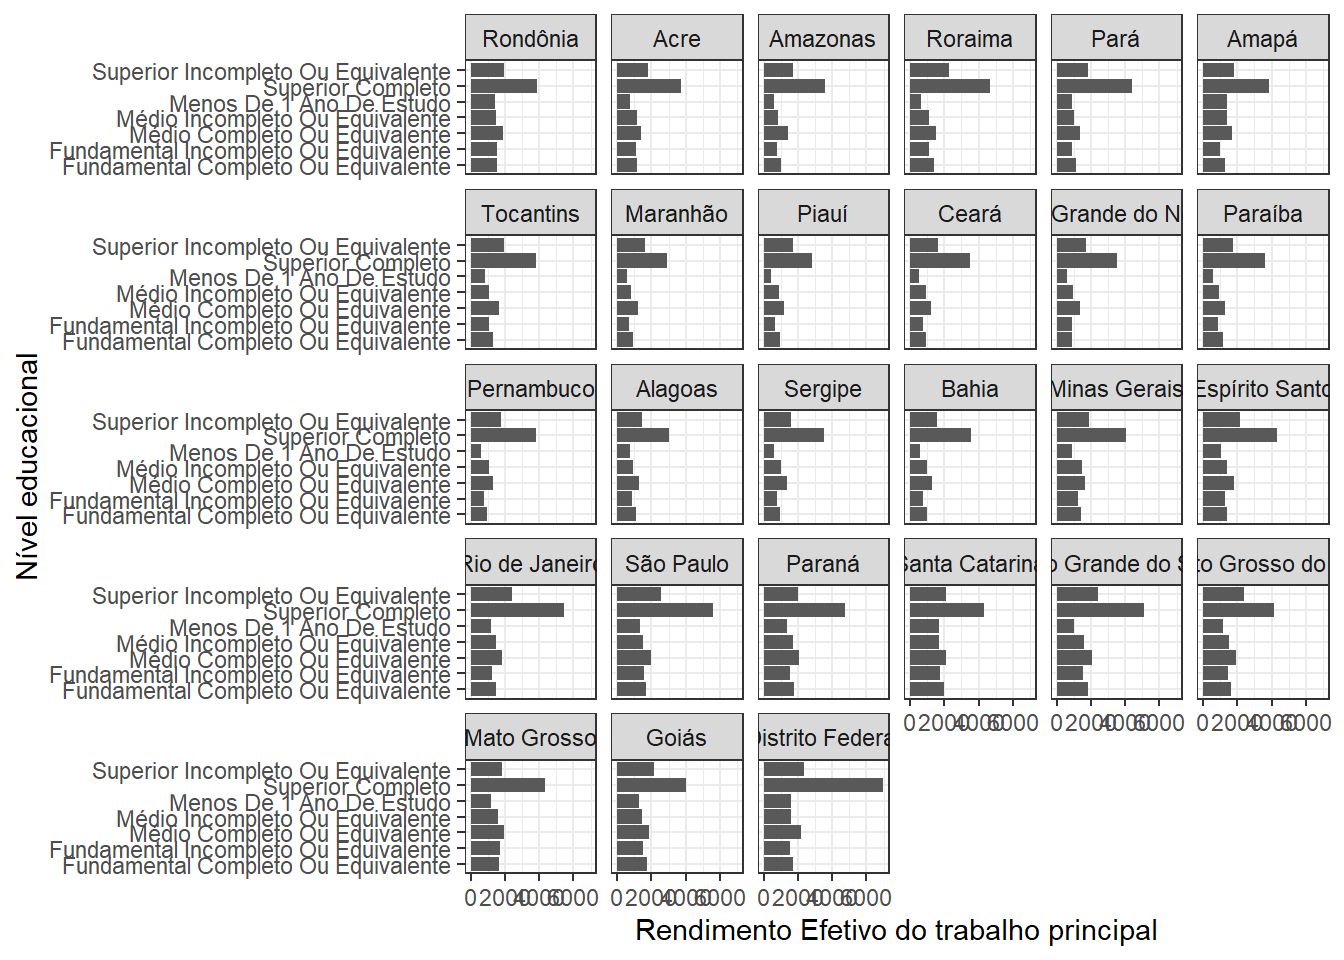 Rondônia Acre Amazonas Roraima Pará Amapá
Superior Incompleto Ou Equivalente
Superior Completo
Menos De 1 Ano De Estudo
Médio Incompleto Ou Equivalente
Médio Completo Ou Equivalente
Fundamental Incompleto Ou Equivalente
Fundamental Completo Ou Equivalente
Tocantins Maranhão Piauí Ceará Grande do N Paraíba
Superior Incompleto Ou Equivalente
Superior Completo
Menos De 1 Ano De Estudo
Médio Incompleto Ou Equivalente
Médio Completo Ou Equivalente
Fundamental Incompleto Ou Equivalente
Fundamental Completo Ou Equivalente
Nível educacional
Pernambuco Alagoas Sergipe Bahia Minas Gerais Espírito Santo
Superior Incompleto Ou Equivalente
Superior Completo
Menos De 1 Ano De Estudo
Médio Incompleto Ou Equivalente
Médio Completo Ou Equivalente
Fundamental Incompleto Ou Equivalente
Fundamental Completo Ou Equivalente
Rio de Janeiro São Paulo Paraná Santa Catarina o Grande do S to Grosso do
Superior Incompleto Ou Equivalente
Superior Completo
Menos De 1 Ano De Estudo
Médio Incompleto Ou Equivalente
Médio Completo Ou Equivalente
Fundamental Incompleto Ou Equivalente
Fundamental Completo Ou Equivalente
0 2000 4000 6000 0 2000 4000 6000 0 2000 4000 6000
Mato Grosso Goiás Distrito Federal
Superior Incompleto Ou Equivalente
Superior Completo
Menos De 1 Ano De Estudo
Médio Incompleto Ou Equivalente
Médio Completo Ou Equivalente
Fundamental Incompleto Ou Equivalente
Fundamental Completo Ou Equivalente
0 2000 4000 6000 0 2000 4000 6000 0 2000 4000 6000
Rendimento Efetivo do trabalho principal